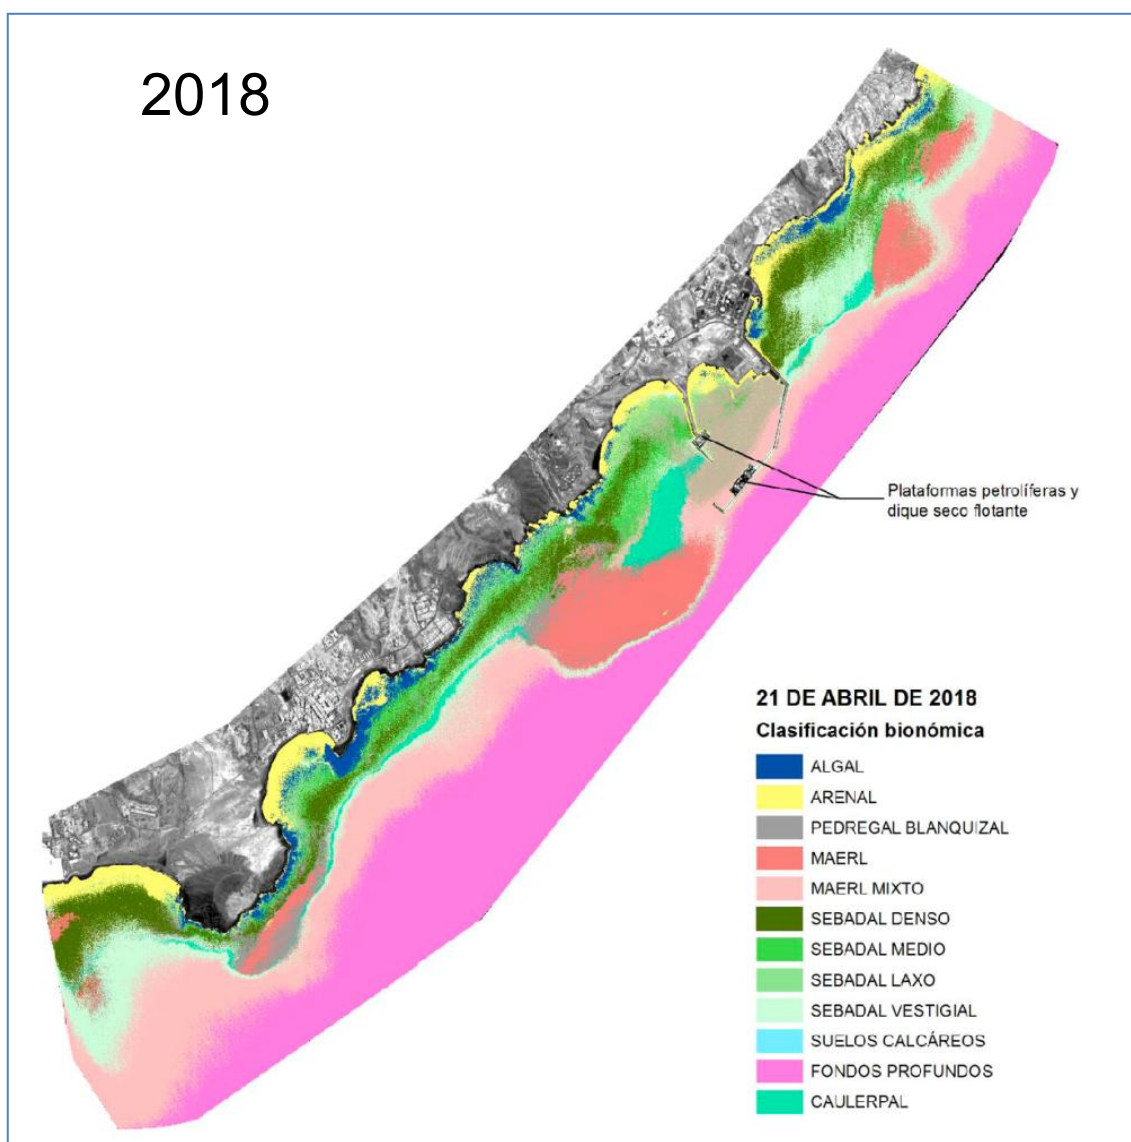 2018
Plataformas petrolíferas y
dique seco flotante
21 DE ABRIL DE 2018
Clasificación bionómica
ALGAL
ARENAL
PEDREGAL BLANQUIZAL
MAERL
MAERL MIXTO
SEBADAL DENSO
SEBADAL MEDIO
SEBADAL LAXO
SEBADAL VESTIGIAL
SUELOS CALCÁREOS
FONDOS PROFUNDOS
CAULERPAL